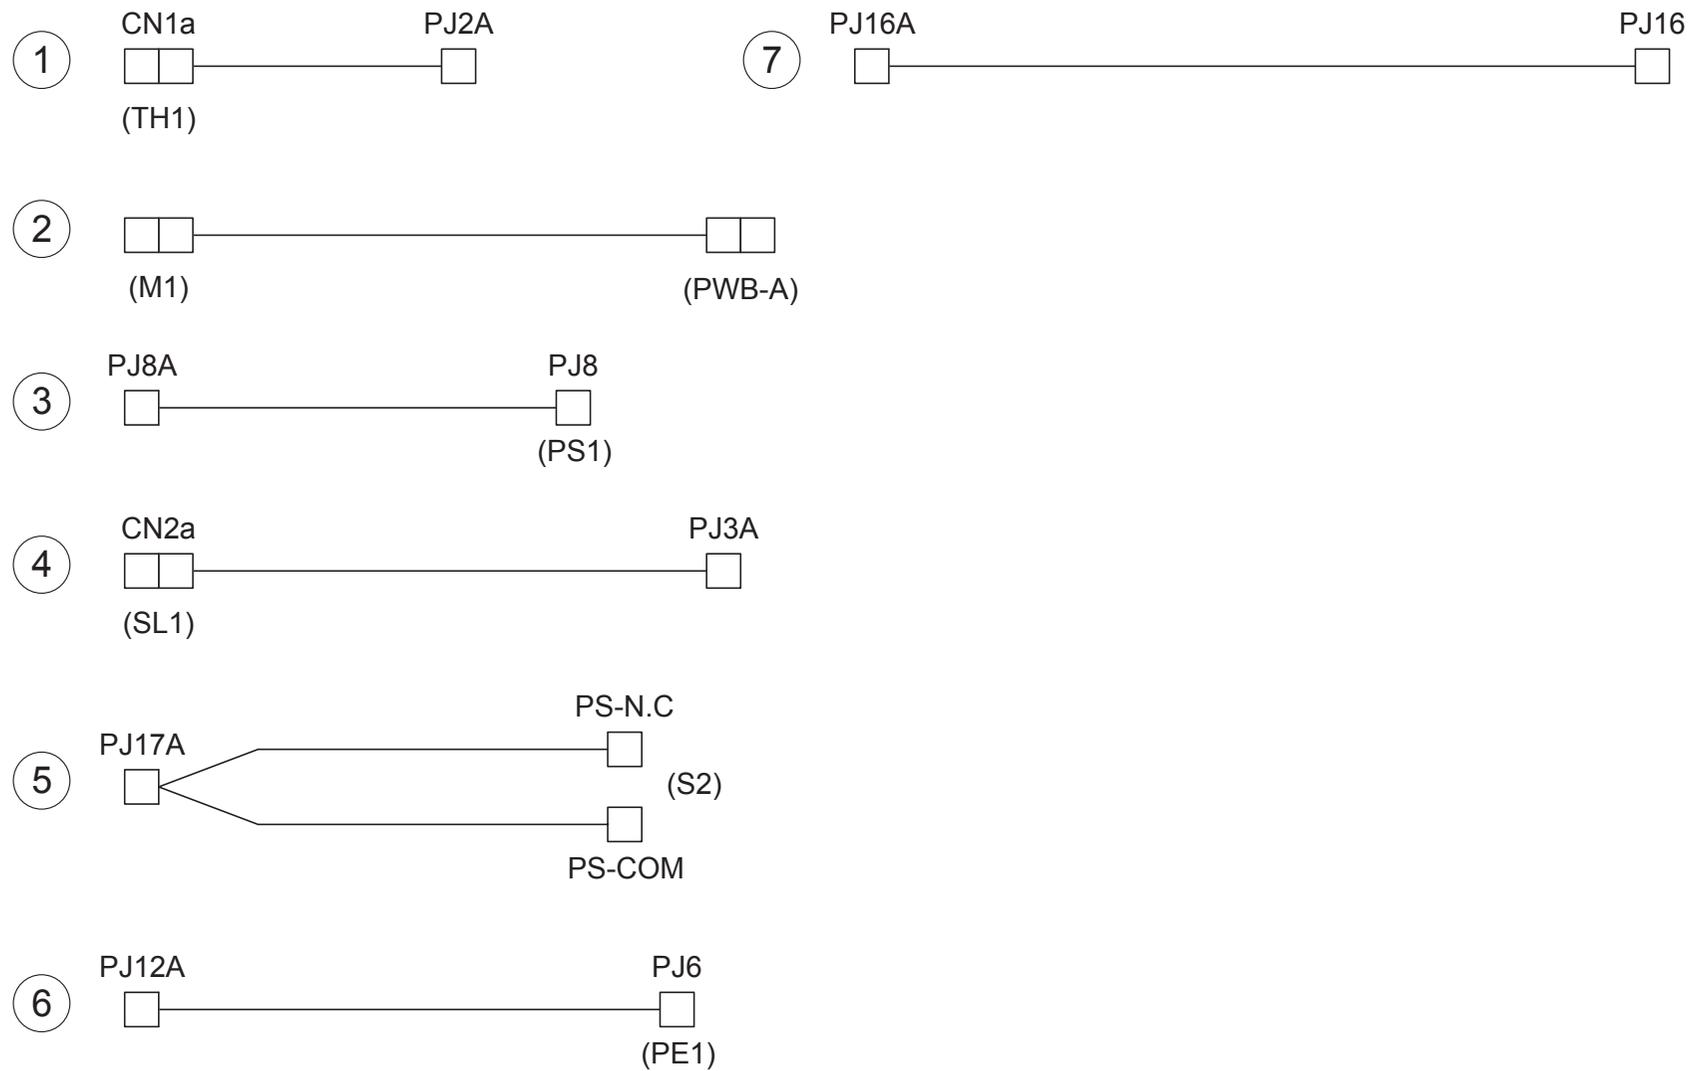 1
CN1a PJ2A
(TH1)
2
(M1) (PWB-A)
3
PJ8A PJ8
(PS1)
4
CN2a PJ3A
(SL1)
5
PJ17A
PS-N.C
(S2)
PS-COM
6
PJ12A PJ6
(PE1)
7
PJ16A PJ16